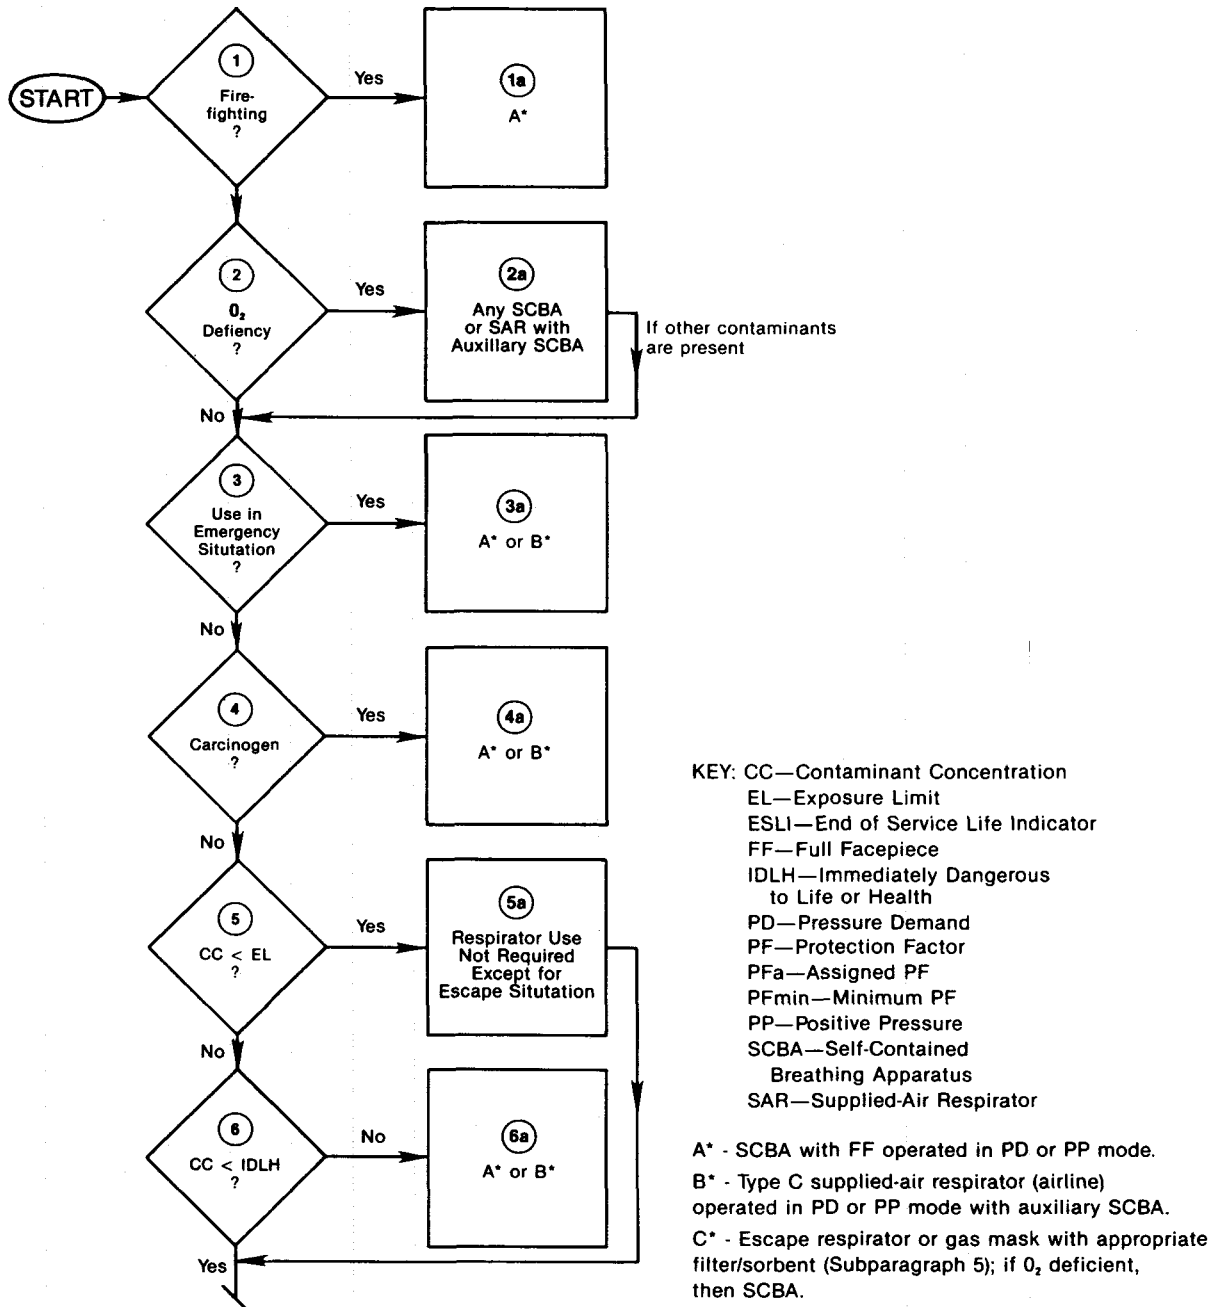 START
1
Fire-
fighting
?
Yes
1a
A*
2
O₂
Defiency
?
Yes
2a
Any SCBA
or SAR with
Auxillary SCBA
If other contaminants
are present
No
3
Use in
Emergency
Situtation
?
Yes
3a
A* or B*
No
4
Carcinogen
?
Yes
4a
A* or B*
No
5
CC < EL
?
Yes
5a
Respirator Use
Not Required
Except for
Escape Situtation
No
6
CC < IDLH
?
No
6a
A* or B*
Yes
KEY: CC—Contaminant Concentration
EL—Exposure Limit
ESLI—End of Service Life Indicator
FF—Full Facepiece
IDLH—Immediately Dangerous
to Life or Health
PD—Pressure Demand
PF—Protection Factor
PFa—Assigned PF
PFmin—Minimum PF
PP—Positive Pressure
SCBA—Self-Contained
Breathing Apparatus
SAR—Supplied-Air Respirator
A* - SCBA with FF operated in PD or PP mode.
B* - Type C supplied-air respirator (airline)
operated in PD or PP mode with auxiliary SCBA.
C* - Escape respirator or gas mask with appropriate
filter/sorbent (Subparagraph 5); if O₂ deficient,
then SCBA.